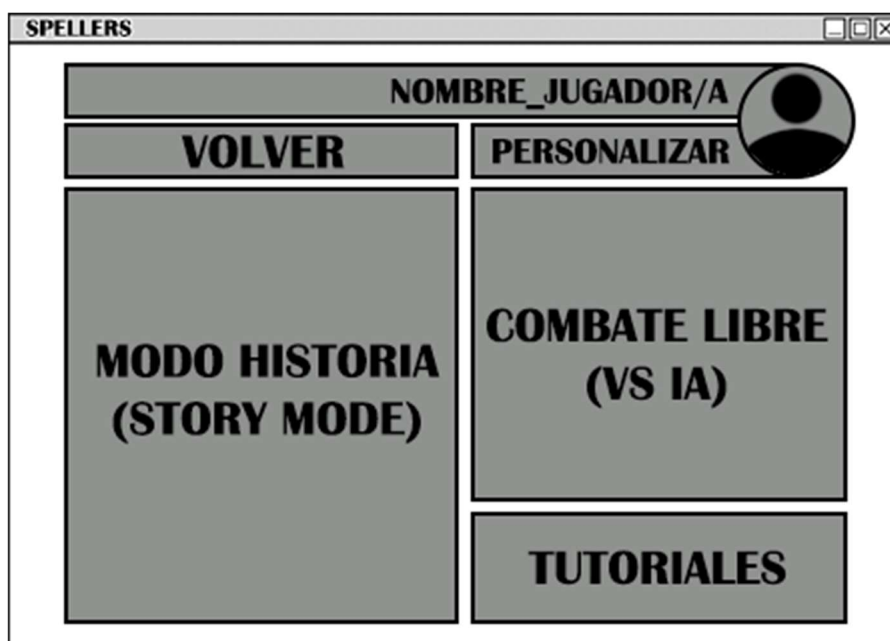 SPELLERS
NOMBRE_JUGADOR/A
VOLVER
PERSONALIZAR
MODO HISTORIA
(STORY MODE)
COMBATE LIBRE
(VS IA)
TUTORIALES